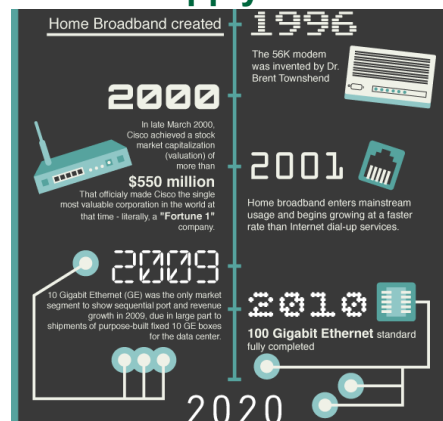 Home Broadband created
1996
The 56K modem
was invented by Dr.
Brent Townshend
2000
In late March 2000,
Cisco achieved a stock
market capitalization
(valuation) of
more than
$550 million
That officialy made Cisco the single
most valuable corporation in the world at
that time - literally, a "Fortune 1"
company.
2001
Home broadband enters mainstream
usage and begins growing at a faster
rate than Internet dial-up services.
2009
10 Gigabit Ethernet (GE) was the only market
segment to show sequential port and revenue
growth in 2009, due in large part to
shipments of purpose-built fixed 10 GE boxes
for the data center.
2010
100 Gigabit Ethernet standard
fully completed
2020